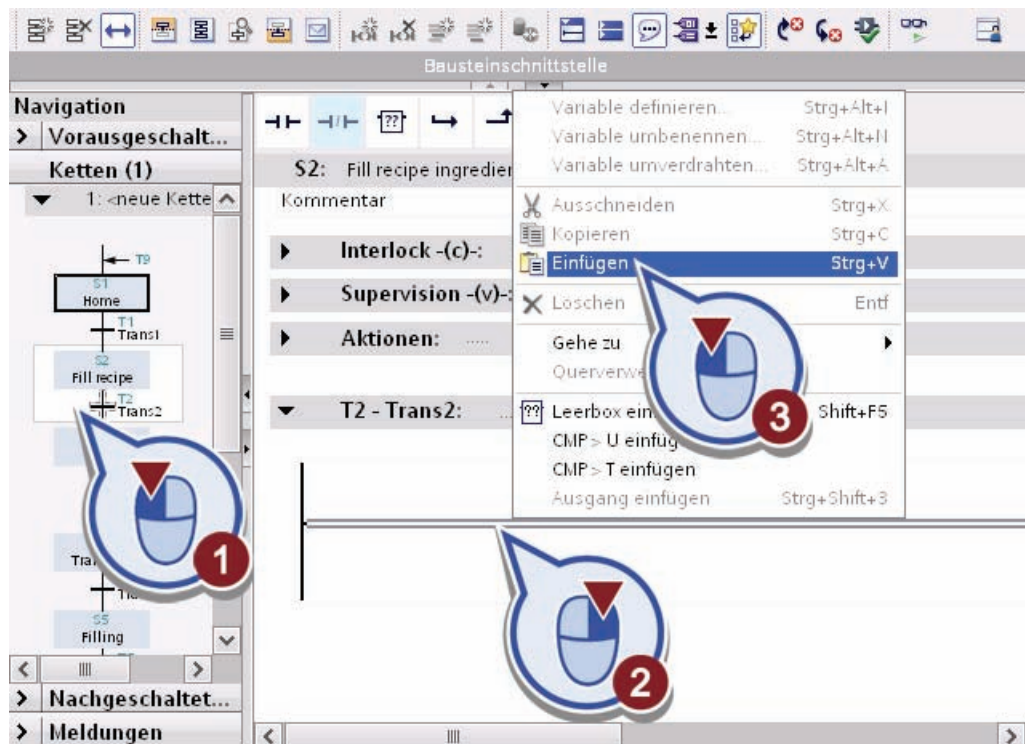 Bausteinschnittstelle
Navigation
Vorausgeschalt...
Ketten (1)
1: <neue Kette
T9
S1
Home
T1
Trans1
S2
Fill recipe
T2
Trans2
1
S5
Filling
Nachgeschaltet...
Meldungen
??
S2: Fill recipe ingredier
Kommentar
Interlock -(c)-:
Supervision -(v)-:
Aktionen: .....
T2 - Trans2:
Variable definieren... Strg+Alt+I
Variable umbenennen... Strg+Alt+N
Variable umverdrahten... Strg+Alt+A
Ausschneiden Strg+X
Kopieren Strg+C
Einfügen Strg+V
Löschen Entf
Gehe zu
?? Leerbox ein Shift+F5
CMP > U einfüg
CMP > T einfügen
Ausgang einfügen Strg+Shift+3
3
2